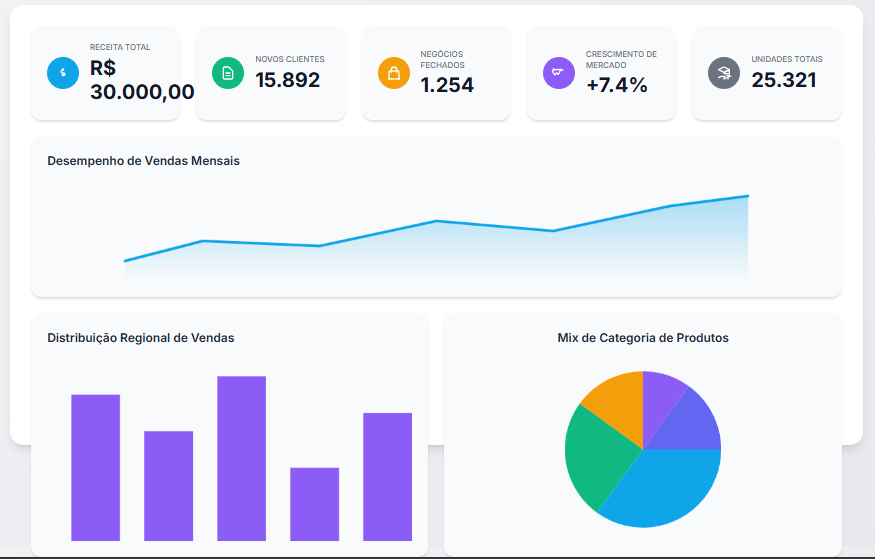 RECEITA TOTAL
R$
30.000,00
NOVOS CLIENTES
15.892
NEGÓCIOS
FECHADOS
1.254
CRESCIMENTO DE
MERCADO
+7.4%
UNIDADES TOTAIS
25.321
Desempenho de Vendas Mensais
Distribuição Regional de Vendas
Mix de Categoria de Produtos